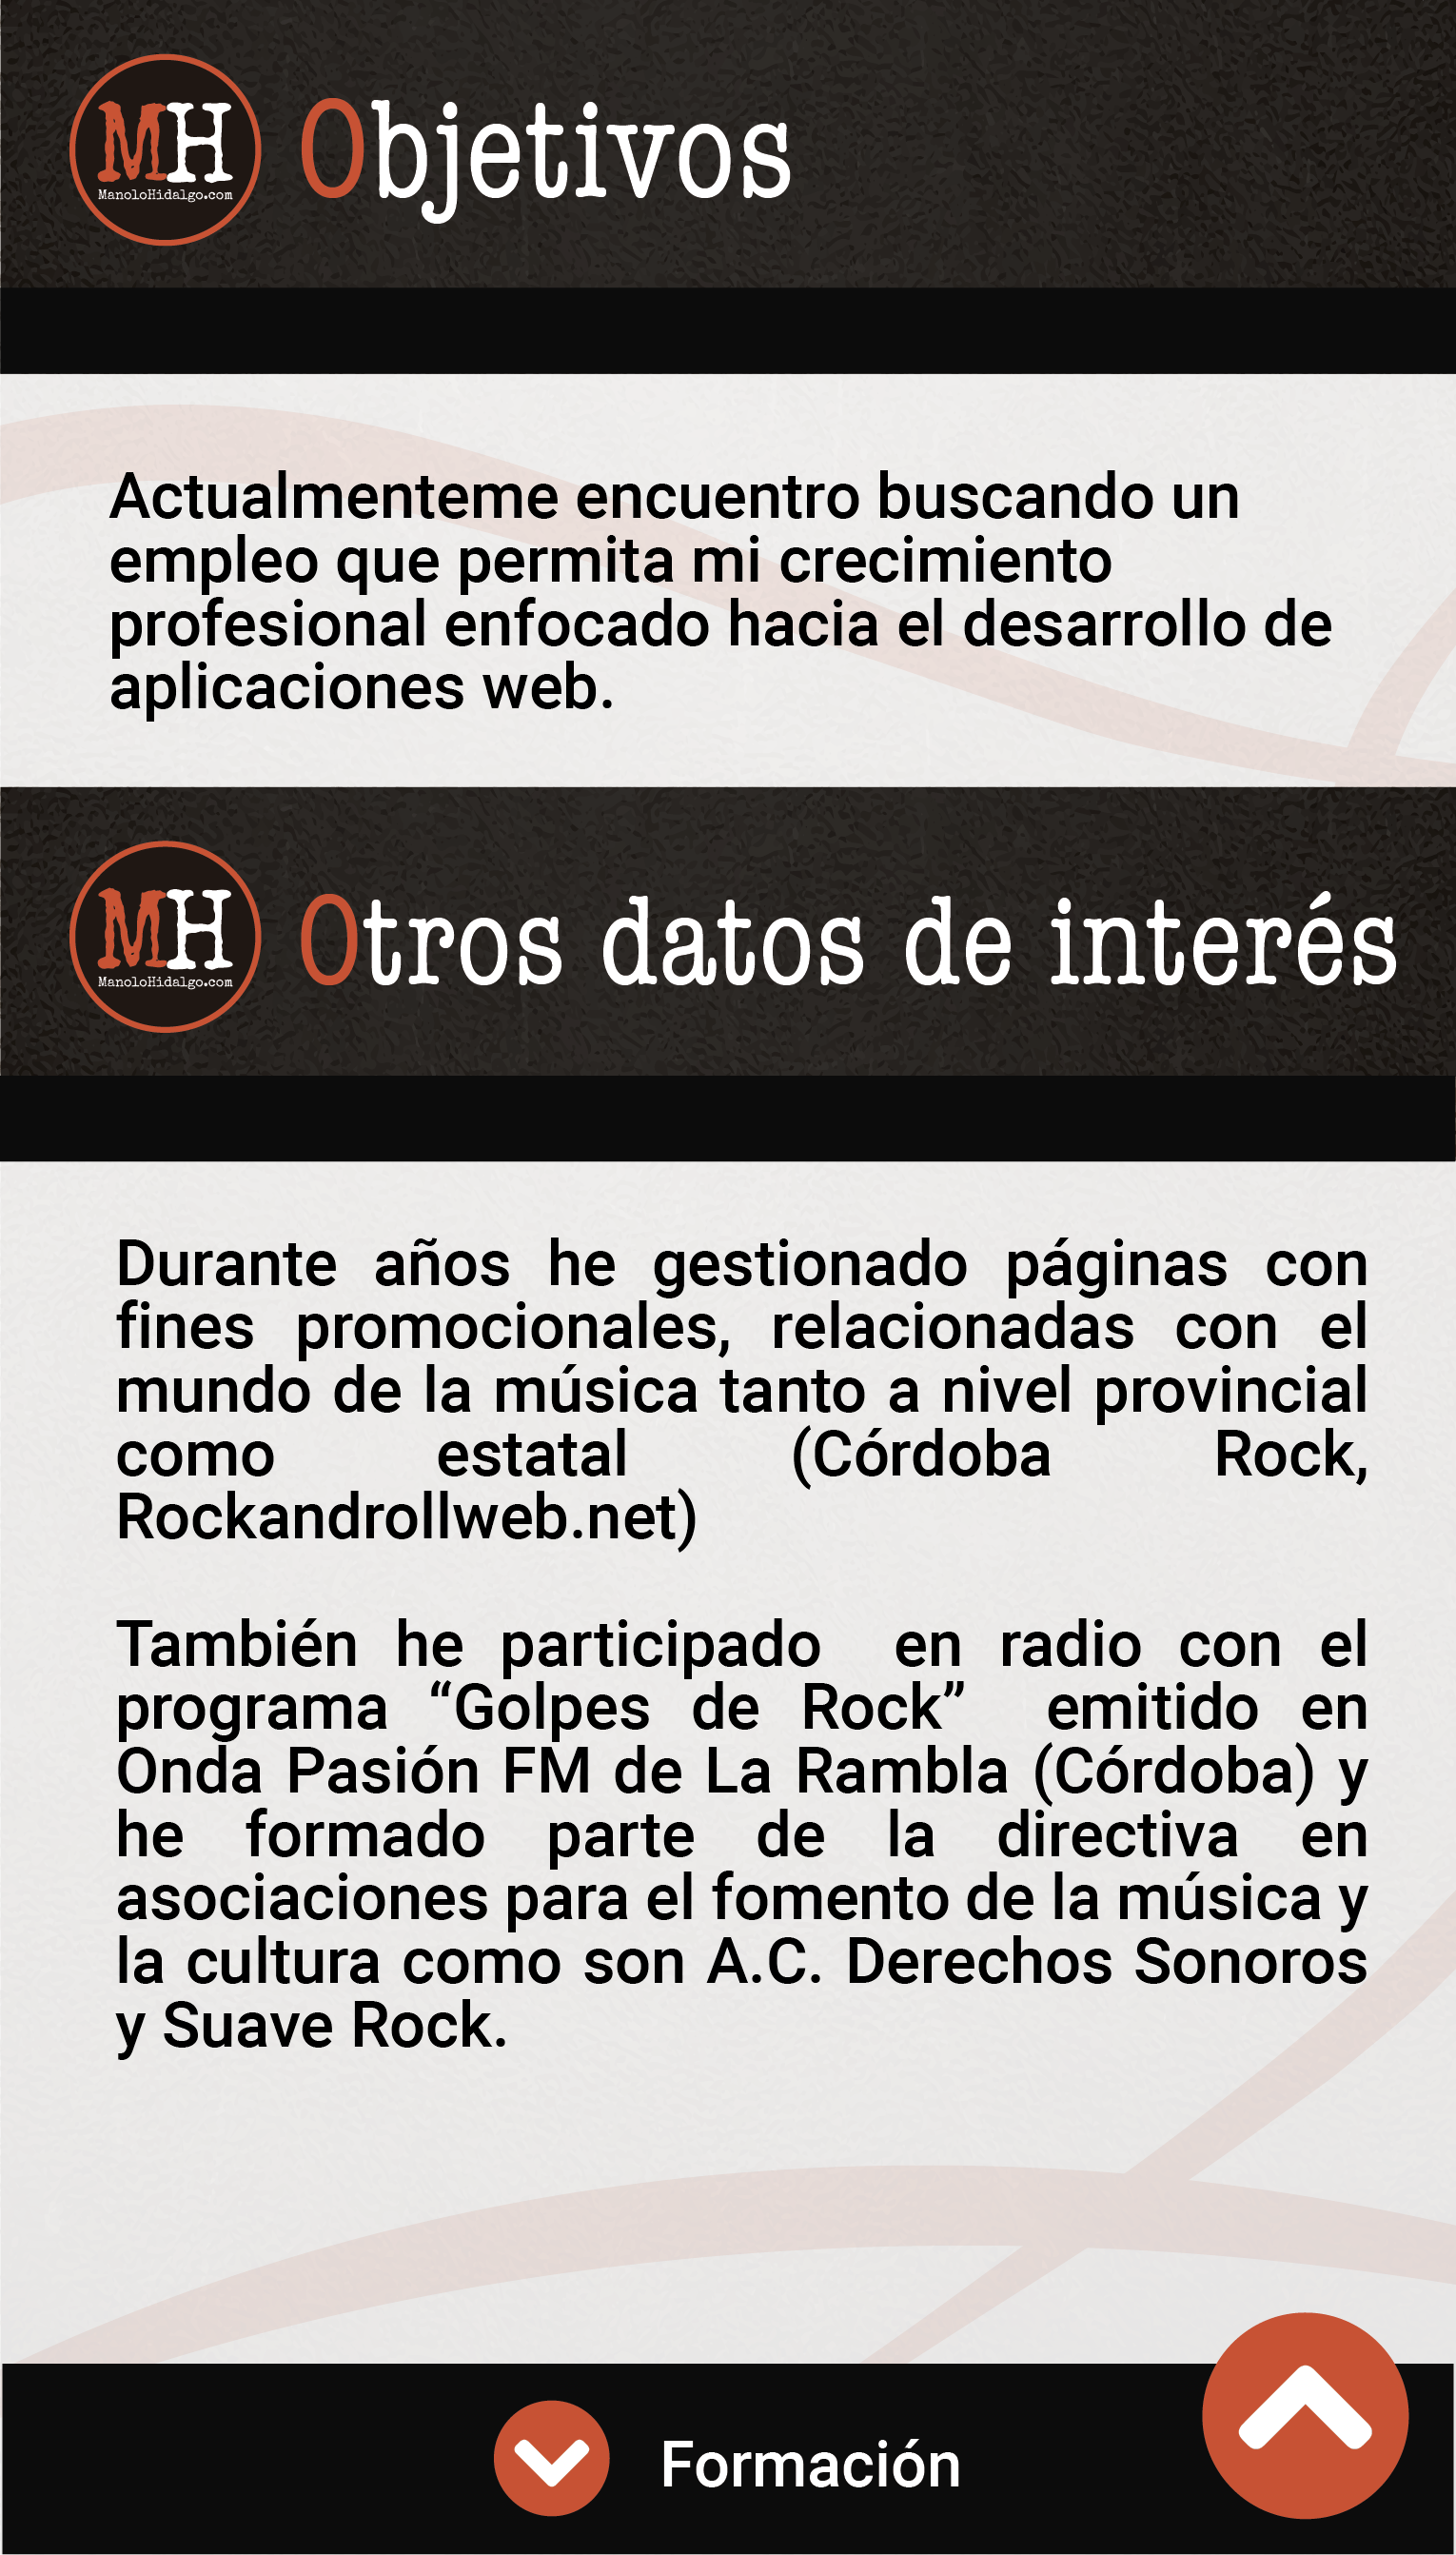 MH
ManoloHidalgo.com
Objetivos
Actualmenteme encuentro buscando un
empleo que permita mi crecimiento
profesional enfocado hacia el desarrollo de
aplicaciones web.
MH
ManoloHidalgo.com
Otros datos de interés
Durante años he gestionado páginas con
fines promocionales, relacionadas con el
mundo de la música tanto a nivel provincial
como estatal (Córdoba Rock,
Rockandrollweb.net)
También he participado en radio con el
programa “Golpes de Rock” emitido en
Onda Pasión FM de La Rambla (Córdoba) y
he formado parte de la directiva en
asociaciones para el fomento de la música y
la cultura como son A.C. Derechos Sonoros
y Suave Rock.
Formación